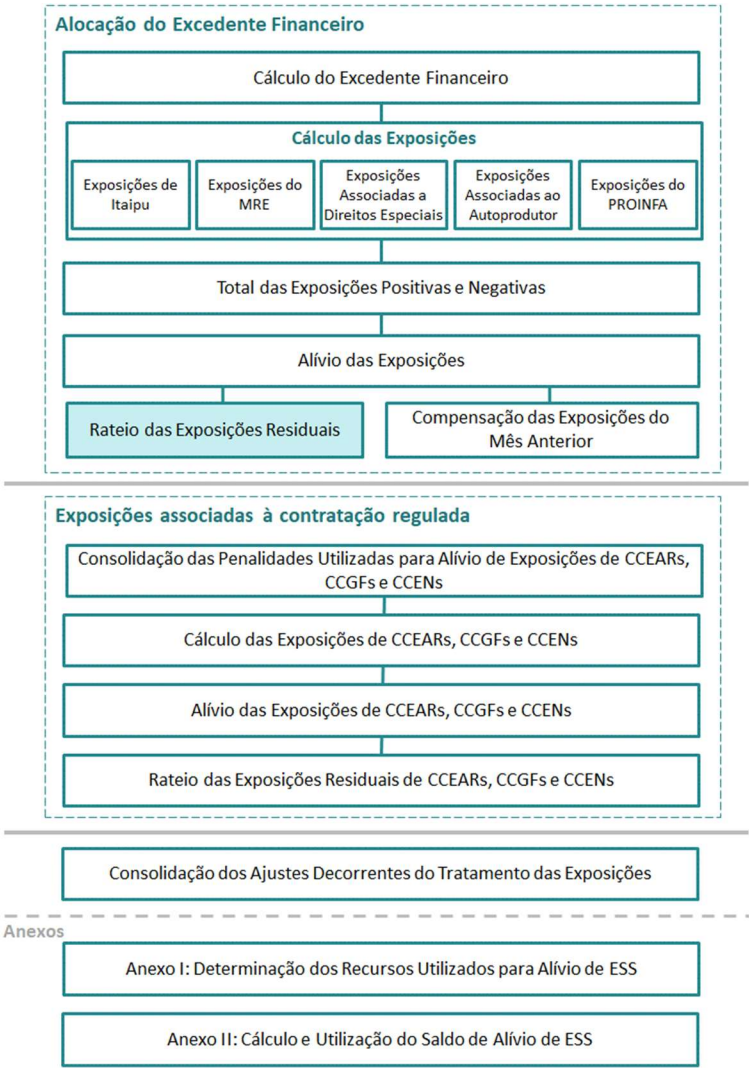 Alocação do Excedente Financeiro
Cálculo do Excedente Financeiro
Cálculo das Exposições
Exposições de
Itaipu
Exposições do
MRE
Exposições
Associadas a
Direitos Especiais
Exposições
Associadas ao
Autoprodutor
Exposições do
PROINFA
Total das Exposições Positivas e Negativas
Alívio das Exposições
Rateio das Exposições Residuais
Compensação das Exposições do
Mês Anterior
Exposições associadas à contratação regulada
Consolidação das Penalidades Utilizadas para Alívio de Exposições de CCEARs,
CCGFs e CCENs
Cálculo das Exposições de CCEARs, CCGFs e CCENs
Alívio das Exposições de CCEARs, CCGFs e CCENs
Rateio das Exposições Residuais de CCEARs, CCGFs e CCENs
Consolidação dos Ajustes Decorrentes do Tratamento das Exposições
Anexos
Anexo I: Determinação dos Recursos Utilizados para Alívio de ESS
Anexo II: Cálculo e Utilização do Saldo de Alívio de ESS